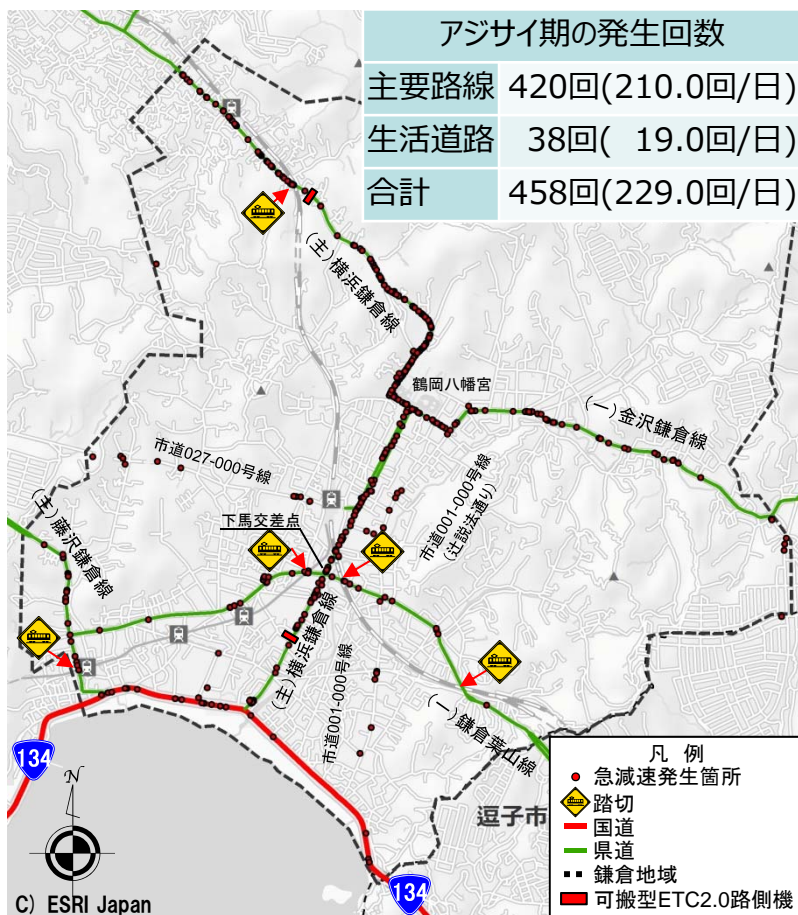 アジサイ期の発生回数
主要路線 420回(210.0回/日)
生活道路 38回( 19.0回/日)
合計 458回(229.0回/日)
(主)横浜鎌倉線
鶴岡八幡宮
(一)金沢鎌倉線
市道027-000号線
市道001-000号線
(辻説法通り)
(主)藤沢鎌倉線
下馬交差点
(主)横浜鎌倉線
市道001-000号線
(一)鎌倉葉山線
134
N
逗子市
134
C) ESRI Japan
凡 例
急減速発生箇所
踏切
国道
県道
鎌倉地域
可搬型ETC2.0路側機